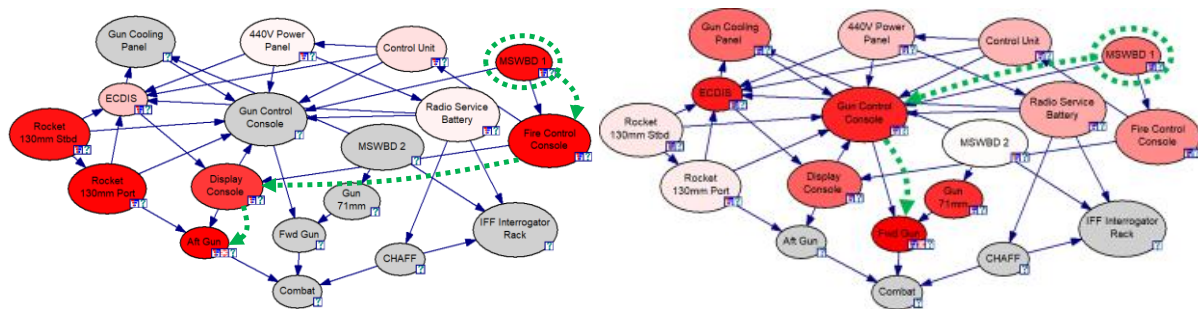 Gun Cooling
Panel
440V Power
Panel
Control Unit
MSWBD 1
ECDIS
Gun Control
Console
Radio Service
Battery
Rocket
130mm Stbd
MSWBD 2
Fire Control
Console
Rocket
130mm Port
Display
Console
Gun
71mm
IFF Interrogator
Rack
Aft Gun
Fwd Gun
CHAFF
Combat
Gun Cooling
Panel
440V Power
Panel
Control Unit
MSWBD 1
ECDIS
Gun Control
Console
Radio Service
Battery
Rocket
130mm Stbd
MSWBD 2
Fire Control
Console
Rocket
130mm Port
Display
Console
Gun
71mm
IFF Interrogator
Rack
Aft Gun
Fwd Gun
CHAFF
Combat